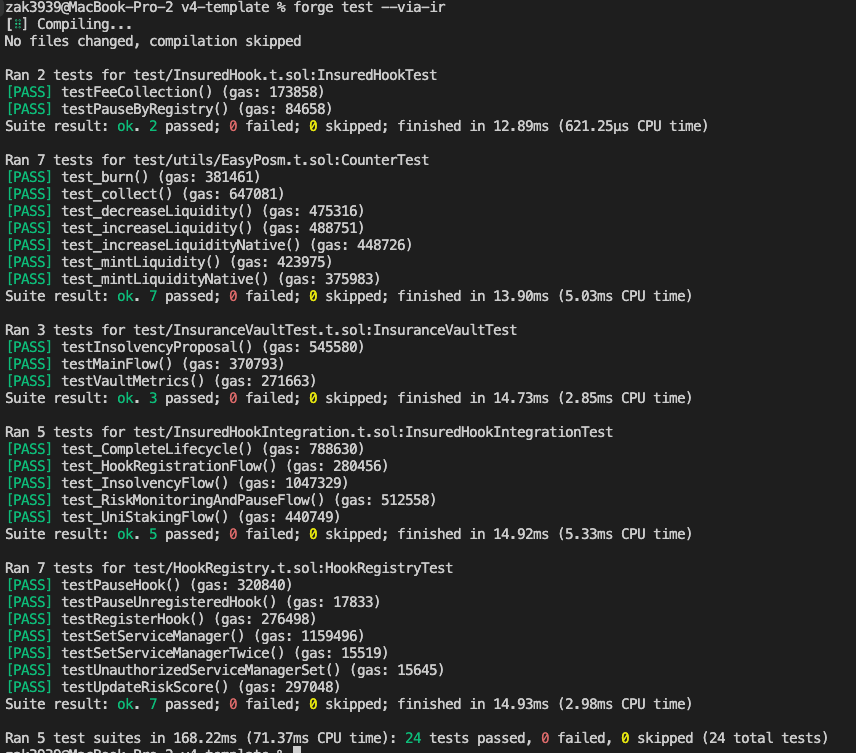 zak3939@MacBook-Pro-2 v4-template % forge test --via-ir
[⠃] Compiling...
No files changed, compilation skipped
Ran 2 tests for test/InsuredHook.t.sol:InsuredHookTest
[PASS] testFeeCollection() (gas: 173858)
[PASS] testPauseByRegistry() (gas: 84658)
Suite result: ok. 2 passed; 0 failed; 0 skipped; finished in 12.89ms (621.25µs CPU time)
Ran 7 tests for test/utils/EasyPosm.t.sol:CounterTest
[PASS] test_burn() (gas: 381461)
[PASS] test_collect() (gas: 647081)
[PASS] test_decreaseLiquidity() (gas: 475316)
[PASS] test_increaseLiquidity() (gas: 488751)
[PASS] test_increaseLiquidityNative() (gas: 448726)
[PASS] test_mintLiquidity() (gas: 423975)
[PASS] test_mintLiquidityNative() (gas: 375983)
Suite result: ok. 7 passed; 0 failed; 0 skipped; finished in 13.90ms (5.03ms CPU time)
Ran 3 tests for test/InsuranceVaultTest.t.sol:InsuranceVaultTest
[PASS] testInsolvencyProposal() (gas: 545580)
[PASS] testMainFlow() (gas: 370793)
[PASS] testVaultMetrics() (gas: 271663)
Suite result: ok. 3 passed; 0 failed; 0 skipped; finished in 14.73ms (2.85ms CPU time)
Ran 5 tests for test/InsuredHookIntegration.t.sol:InsuredHookIntegrationTest
[PASS] test_CompleteLifecycle() (gas: 788630)
[PASS] test_HookRegistrationFlow() (gas: 280456)
[PASS] test_InsolvencyFlow() (gas: 1047329)
[PASS] test_RiskMonitoringAndPauseFlow() (gas: 512558)
[PASS] test_UniStakingFlow() (gas: 440749)
Suite result: ok. 5 passed; 0 failed; 0 skipped; finished in 14.92ms (5.33ms CPU time)
Ran 7 tests for test/HookRegistry.t.sol:HookRegistryTest
[PASS] testPauseHook() (gas: 320840)
[PASS] testPauseUnregisteredHook() (gas: 17833)
[PASS] testRegisterHook() (gas: 276498)
[PASS] testSetServiceManager() (gas: 1159496)
[PASS] testSetServiceManagerTwice() (gas: 15519)
[PASS] testUnauthorizedServiceManagerSet() (gas: 15645)
[PASS] testUpdateRiskScore() (gas: 297048)
Suite result: ok. 7 passed; 0 failed; 0 skipped; finished in 14.93ms (2.98ms CPU time)
Ran 5 test suites in 168.22ms (71.37ms CPU time): 24 tests passed, 0 failed, 0 skipped (24 total tests)
zak3939@MacBook-Pro-2 v4-template %